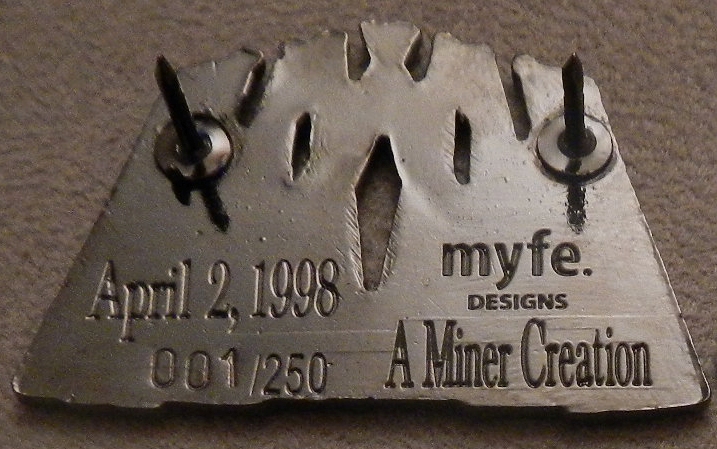 April 2, 1998
001/250
myfe.
DESIGNS
A Miner Creation